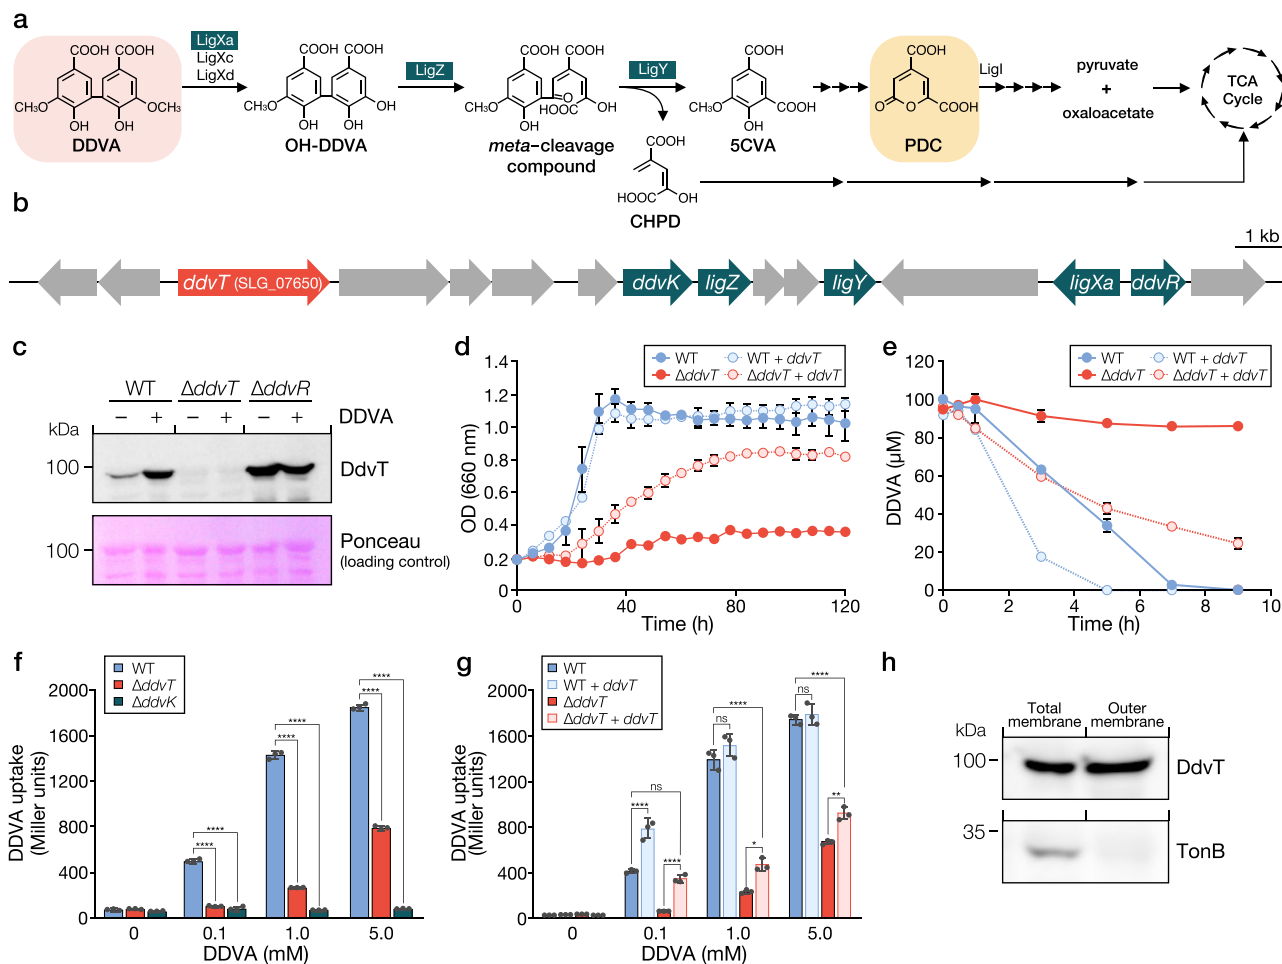 a
COOH COOH
CH₃O OCH₃
OH OH
DDVA
LigXa
LigXc
LigXd
COOH COOH
CH₃O OH
OH OH
OH-DDVA
LigZ
COOH COOH
CH₃O O
HOOC OH
OH
meta-cleavage
compound
LigY
COOH
HOOC OH
CHPD
COOH
CH₃O COOH
OH
5CVA
COOH
O O COOH
PDC
LigI
pyruvate
+
oxaloacetate
TCA
Cycle
b
1 kb
ddvT (SLG_07650) ddvK ligZ ligY ligXa ddvR
c
WT ΔddvT ΔddvR
− + − + − + DDVA
kDa
100 DdvT
100 Ponceau
(loading control)
d
WT WT + ddvT
ΔddvT ΔddvT + ddvT
OD (660 nm)
1.4
1.2
1.0
0.8
0.6
0.4
0.2
0
0 40 80 120
Time (h)
e
WT WT + ddvT
ΔddvT ΔddvT + ddvT
DDVA (µM)
120
100
80
60
40
20
0
0 2 4 6 8 10
Time (h)
f
WT
ΔddvT
ΔddvK
DDVA uptake
(Miller units)
2000
1600
1200
800
400
0
**** ****
**** ****
**** ****
0 0.1 1.0 5.0
DDVA (mM)
g
WT
WT + ddvT
ΔddvT
ΔddvT + ddvT
DDVA uptake
(Miller units)
2000
1600
1200
800
400
0
ns **** ****
**** ns * ****
ns ** ****
0 0.1 1.0 5.0
DDVA (mM)
h
Total Outer
membrane membrane
kDa
100 DdvT
35
TonB